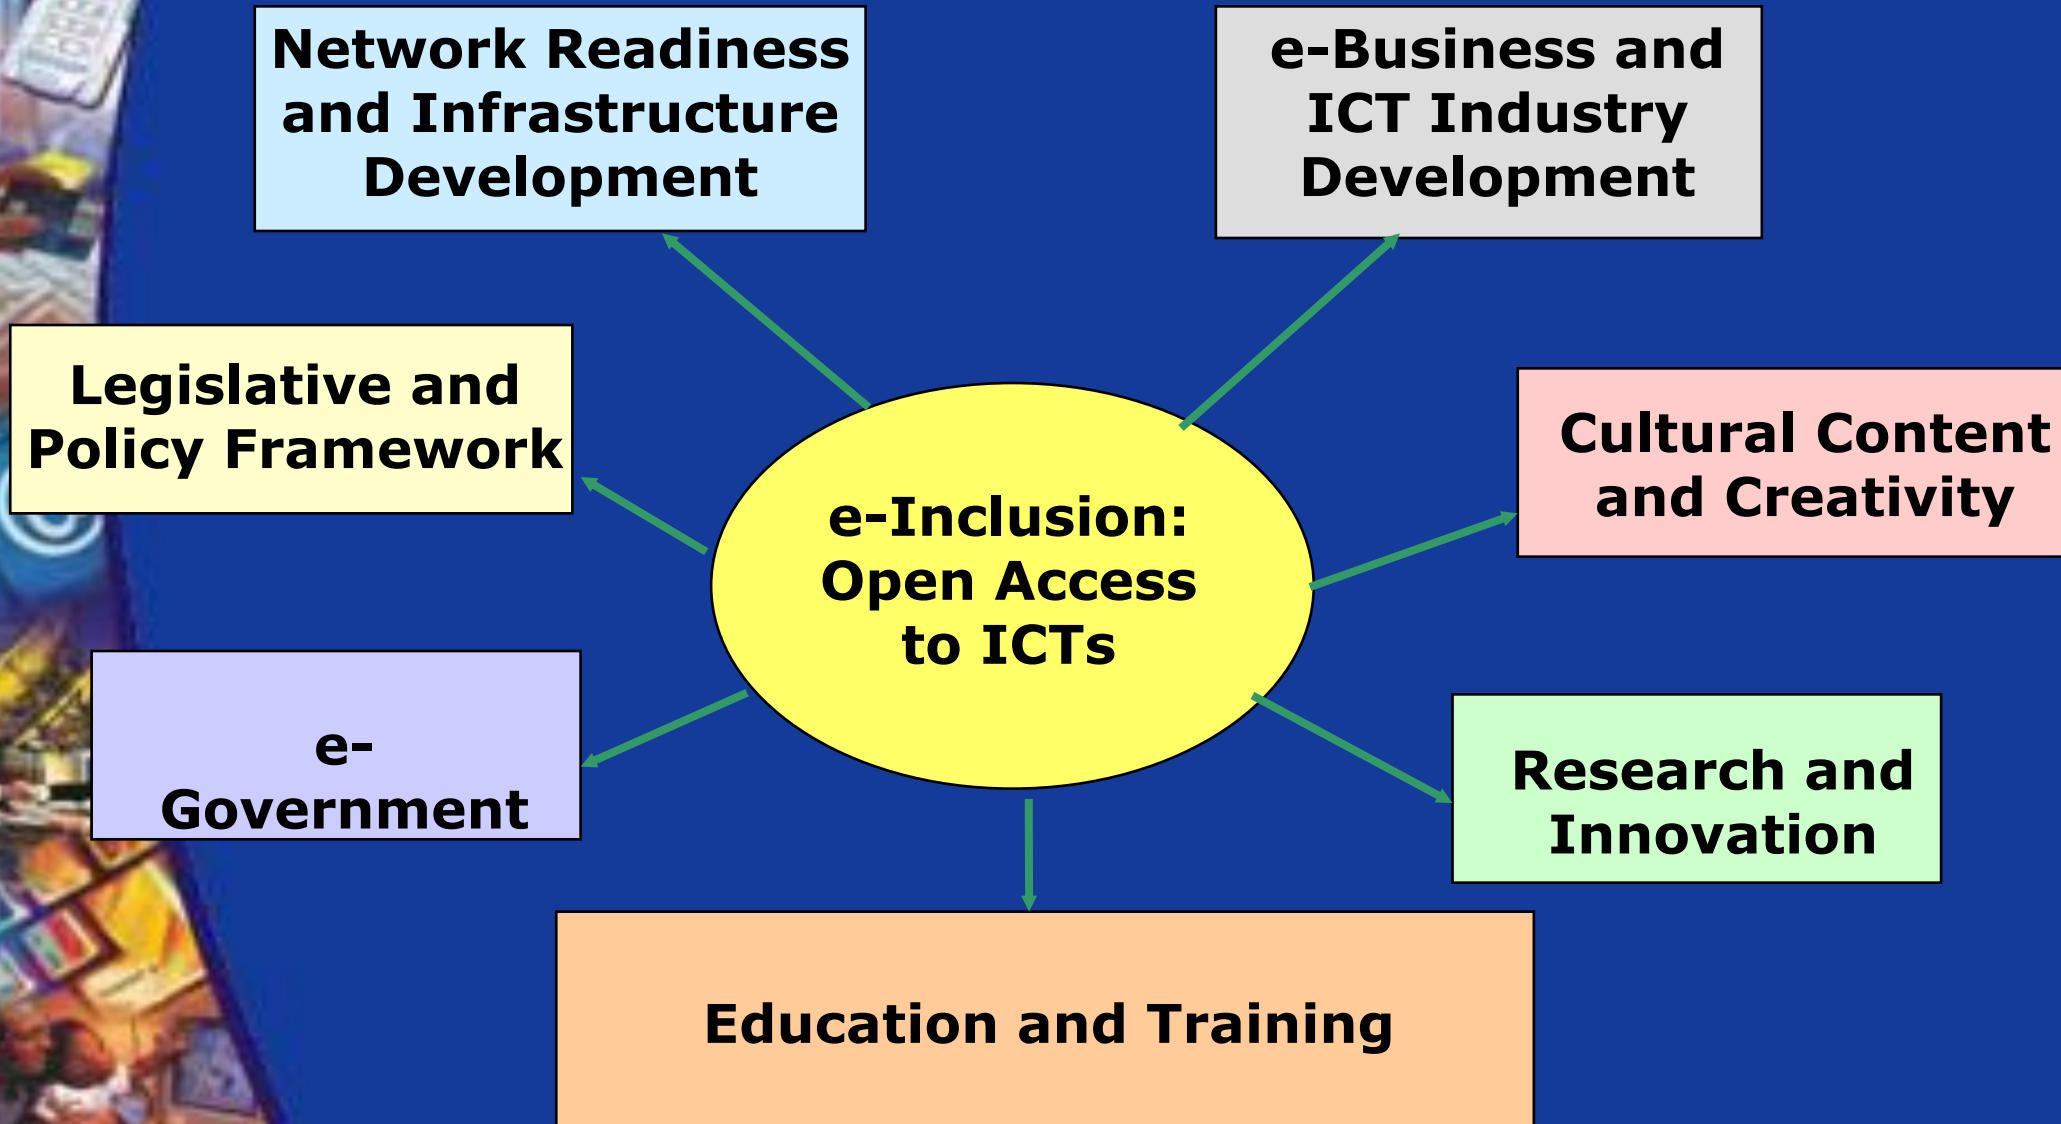 Network Readiness
and Infrastructure
Development
e-Business and
ICT Industry
Development
Legislative and
Policy Framework
Cultural Content
and Creativity
e-Inclusion:
Open Access
to ICTs
e-
Government
Research and
Innovation
Education and Training